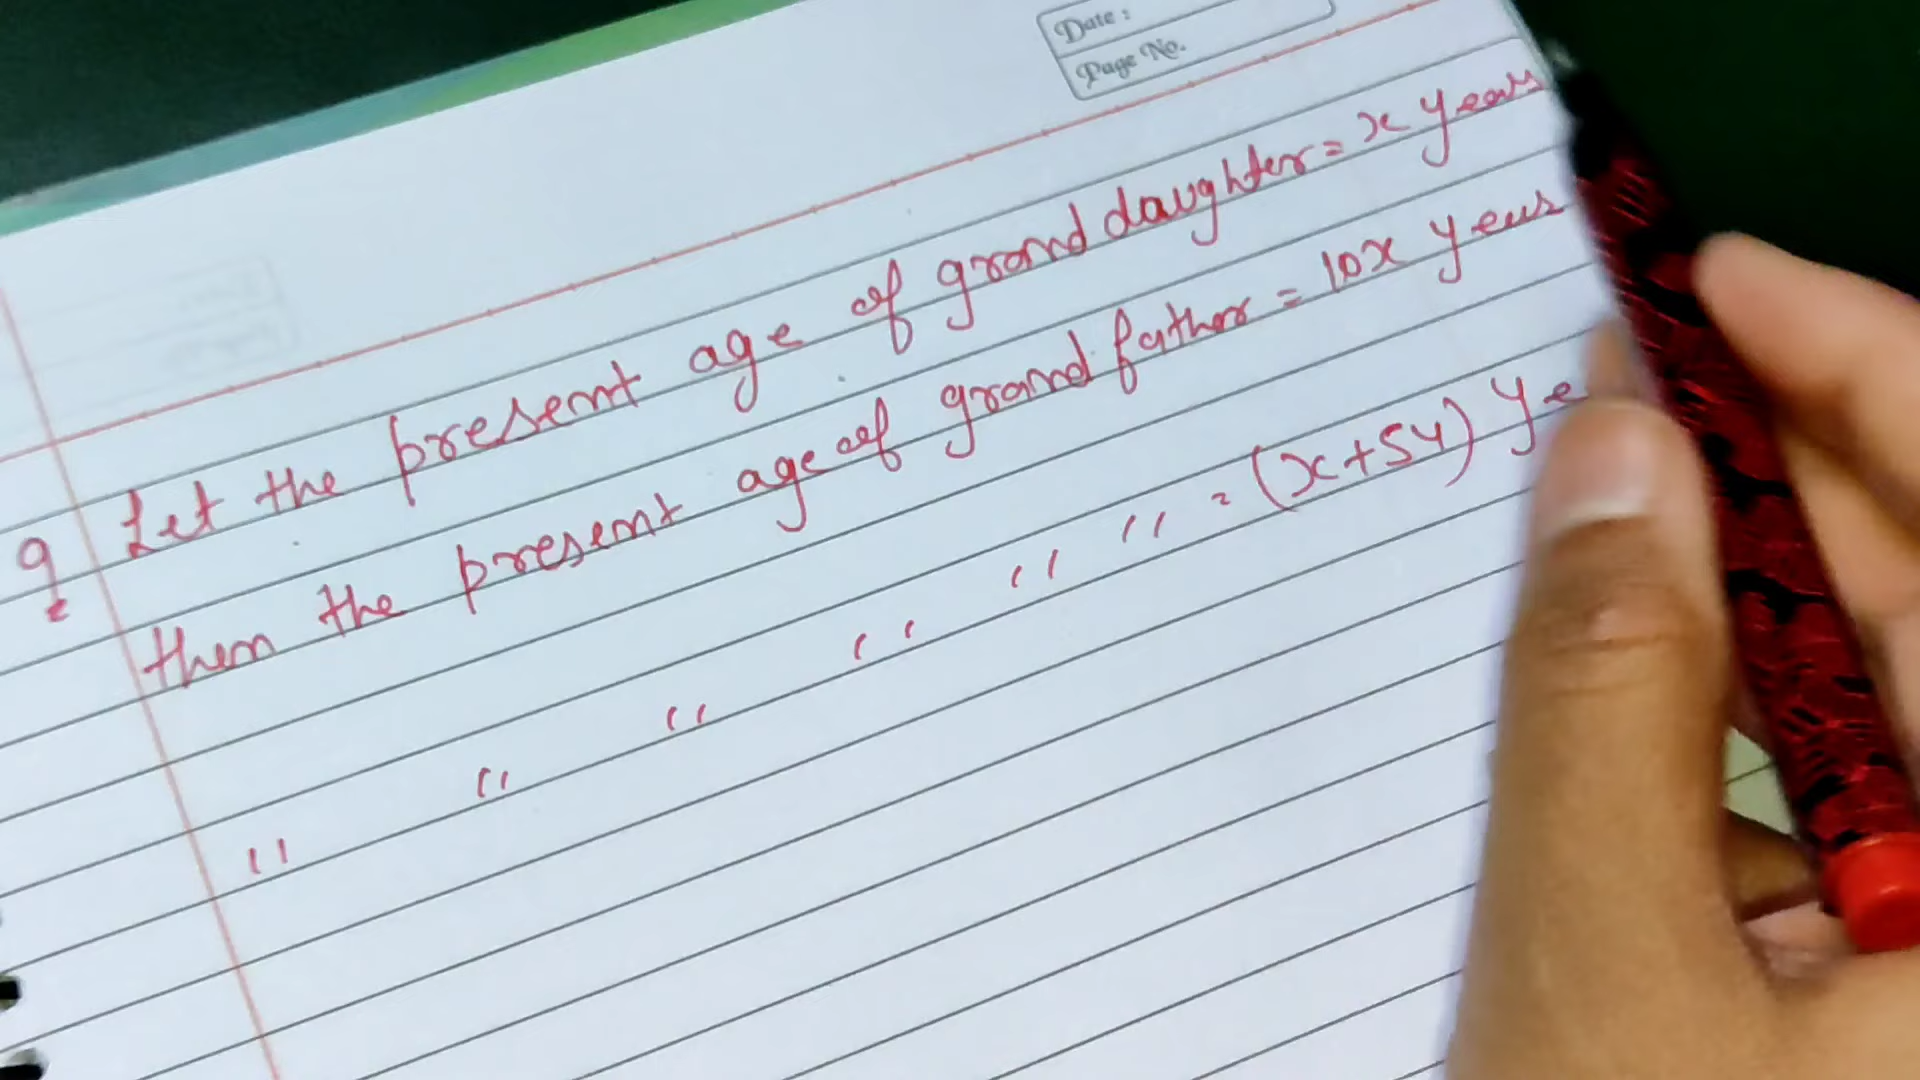 Date :
Page No.
9 Let the present age of grand daughter = x years
then the present age of grand father = 10x years
" " " " " " = (x+54) Ye